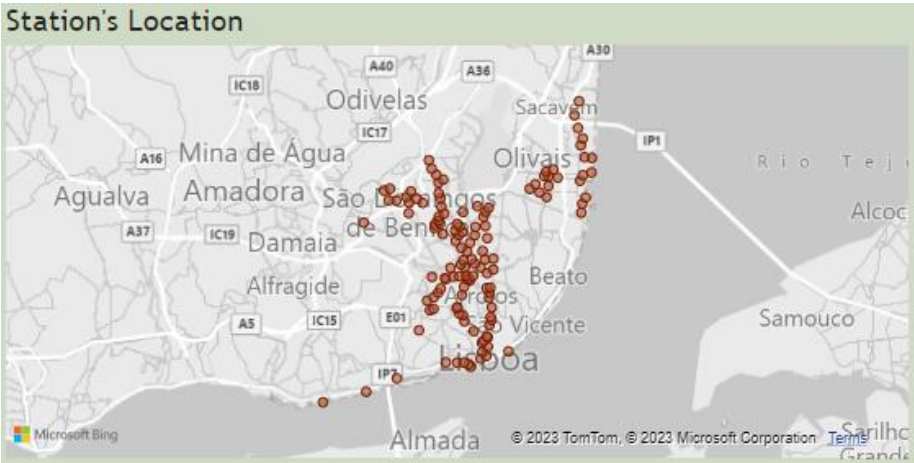 Station's Location
A30
A40
A36
IC18
Odivelas
Sacavém
IC17
IP1
A16
Mina de Água
Olivais
Rio Tejo
Agualva
Amadora
São Domingos
de Benfica
Alcoc
A37
IC19
Damaia
Alfragide
Beato
Arroios
A5
IC15
E01
São Vicente
Samouco
Lisboa
IP7
Microsoft Bing
Almada
© 2023 TomTom, © 2023 Microsoft Corporation
Terms
Sarilho
Grande